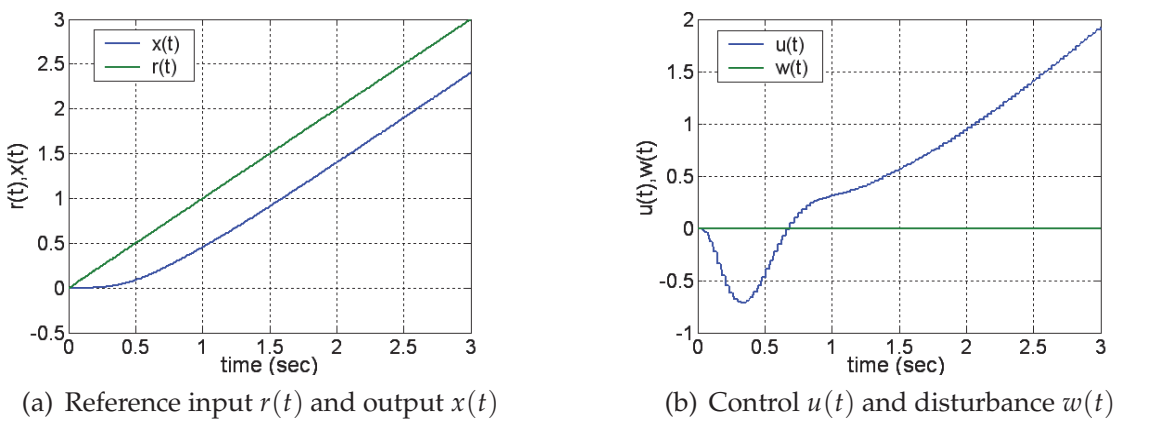 3
2.5
2
1.5
1
0.5
0
-0.5
r(t),x(t)
x(t)
r(t)
0
0.5
1
1.5
2
2.5
3
time (sec)
(a) Reference input r(t) and output x(t)
2
1.5
1
0.5
0
-0.5
-1
u(t),w(t)
u(t)
w(t)
0
0.5
1
1.5
2
2.5
3
time (sec)
(b) Control u(t) and disturbance w(t)